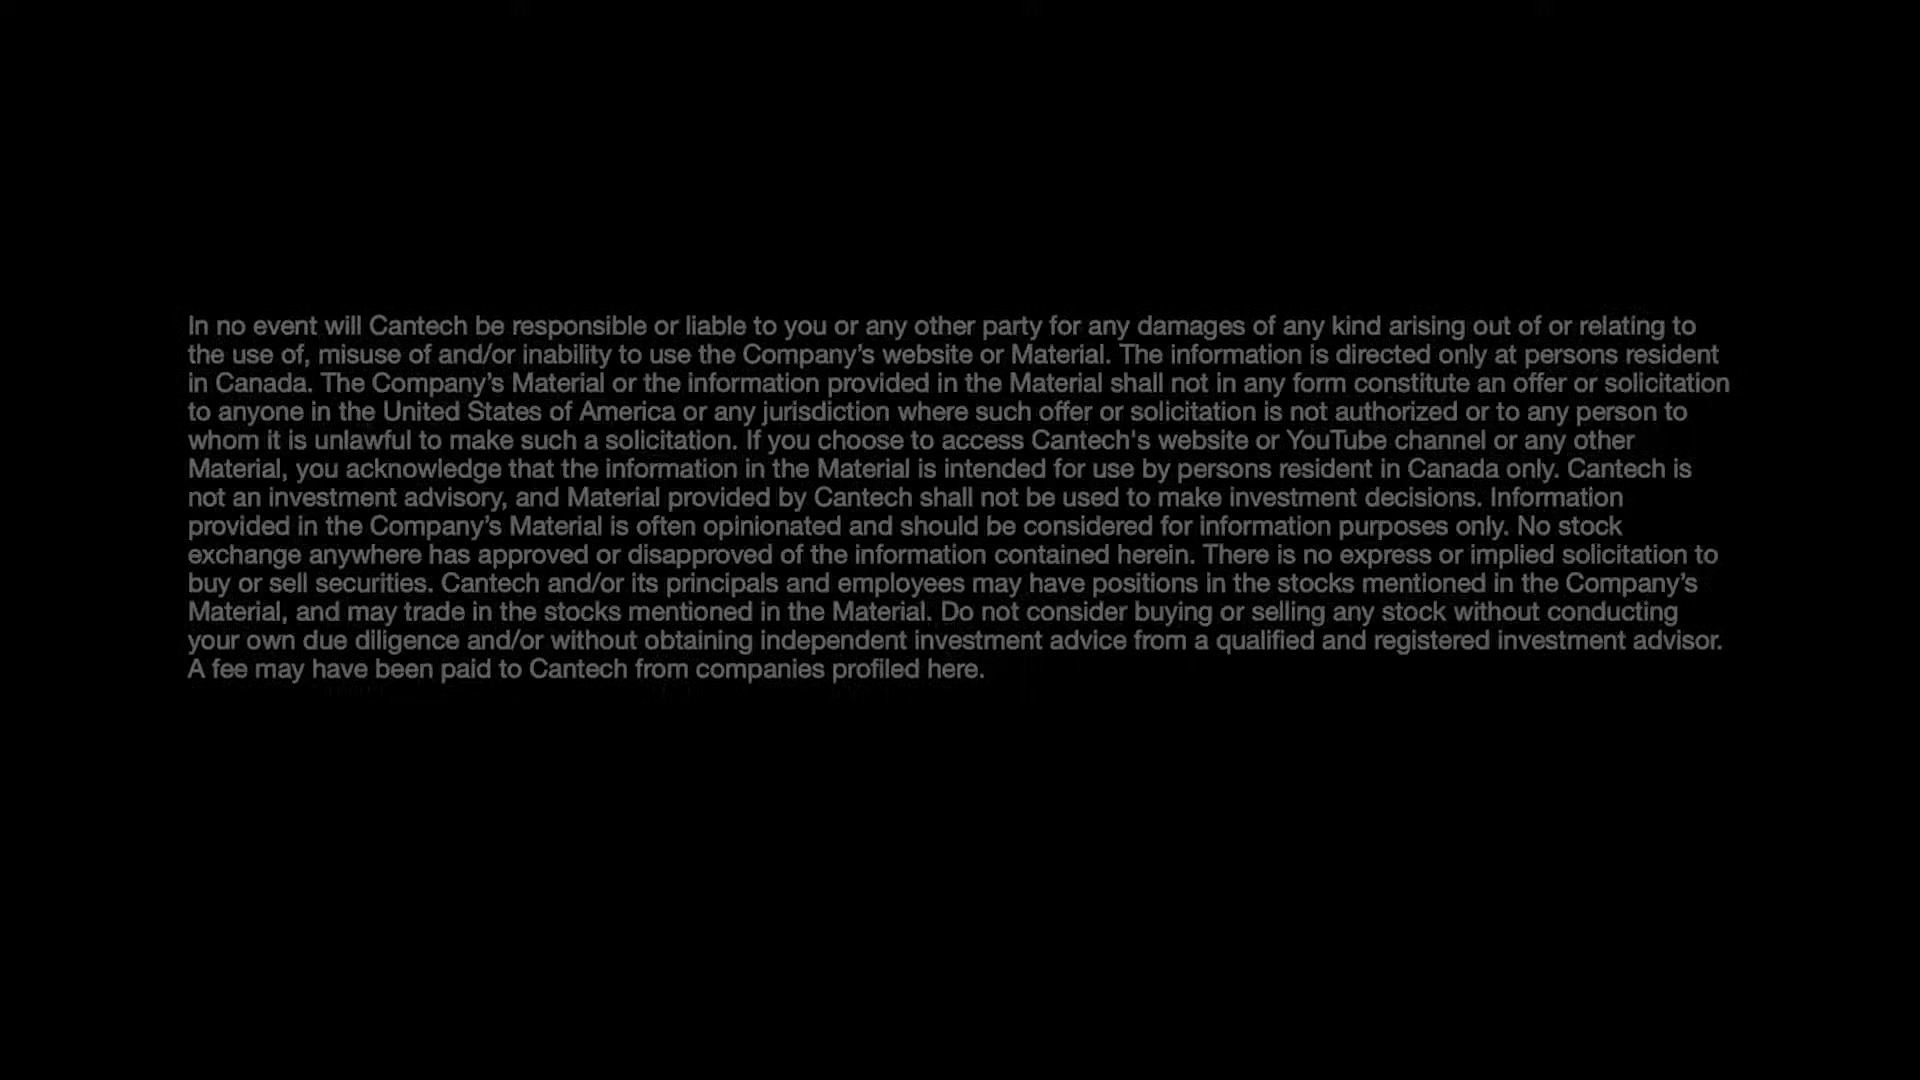 In no event will Cantech be responsible or liable to you or any other party for any damages of any kind arising out of or relating to
the use of, misuse of and/or inability to use the Company’s website or Material. The information is directed only at persons resident
in Canada. The Company’s Material or the information provided in the Material shall not in any form constitute an offer or solicitation
to anyone in the United States of America or any jurisdiction where such offer or solicitation is not authorized or to any person to
whom it is unlawful to make such a solicitation. If you choose to access Cantech's website or YouTube channel or any other
Material, you acknowledge that the information in the Material is intended for use by persons resident in Canada only. Cantech is
not an investment advisory, and Material provided by Cantech shall not be used to make investment decisions. Information
provided in the Company’s Material is often opinionated and should be considered for information purposes only. No stock
exchange anywhere has approved or disapproved of the information contained herein. There is no express or implied solicitation to
buy or sell securities. Cantech and/or its principals and employees may have positions in the stocks mentioned in the Company’s
Material, and may trade in the stocks mentioned in the Material. Do not consider buying or selling any stock without conducting
your own due diligence and/or without obtaining independent investment advice from a qualified and registered investment advisor.
A fee may have been paid to Cantech from companies profiled here.